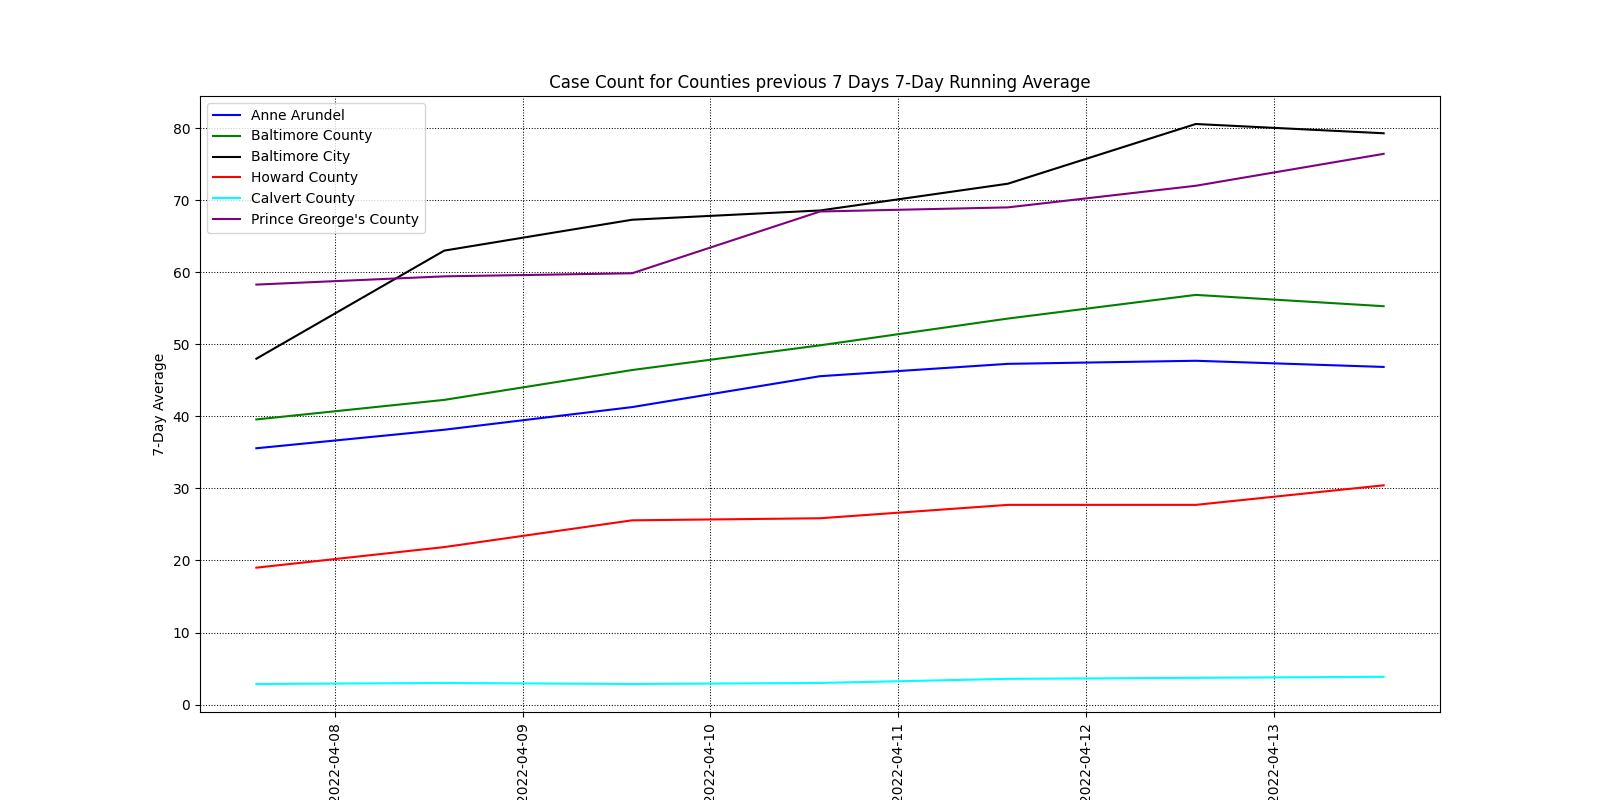 Case Count for Counties previous 7 Days 7-Day Running Average
Anne Arundel
Baltimore County
Baltimore City
Howard County
Calvert County
Prince Greorge's County
7-Day Average
80
70
60
50
40
30
20
10
0
2022-04-08
2022-04-09
2022-04-10
2022-04-11
2022-04-12
2022-04-13